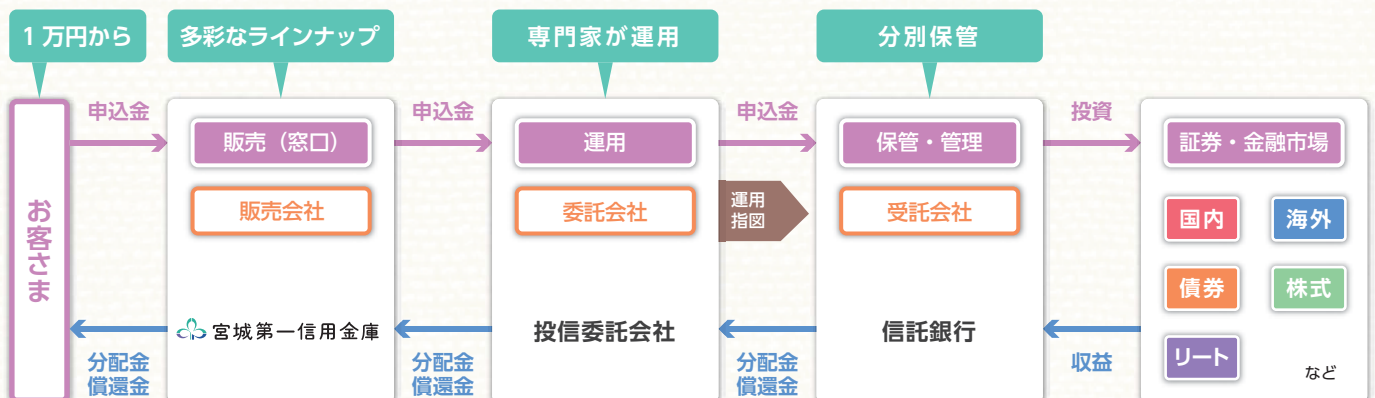 1万円から
多彩なラインナップ
専門家が運用
分別保管
申込金
申込金
申込金
投資
販売（窓口）
運用
保管・管理
証券・金融市場
お客さま
販売会社
委託会社
運用
指図
受託会社
国内
海外
債券
株式
宮城第一信用金庫
投信委託会社
信託銀行
リート
など
分配金
償還金
分配金
償還金
分配金
償還金
収益